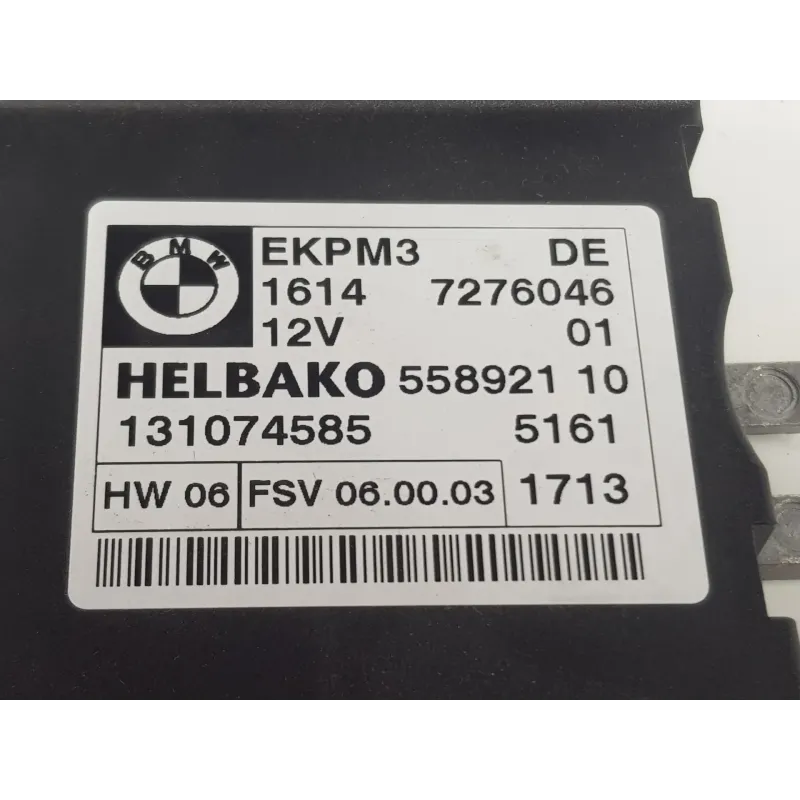 BMW
EKPM3 DE
1614 7276046
12V 01
HELBAKO 558921 10
131074585 5161
HW 06 FSV 06.00.03 1713